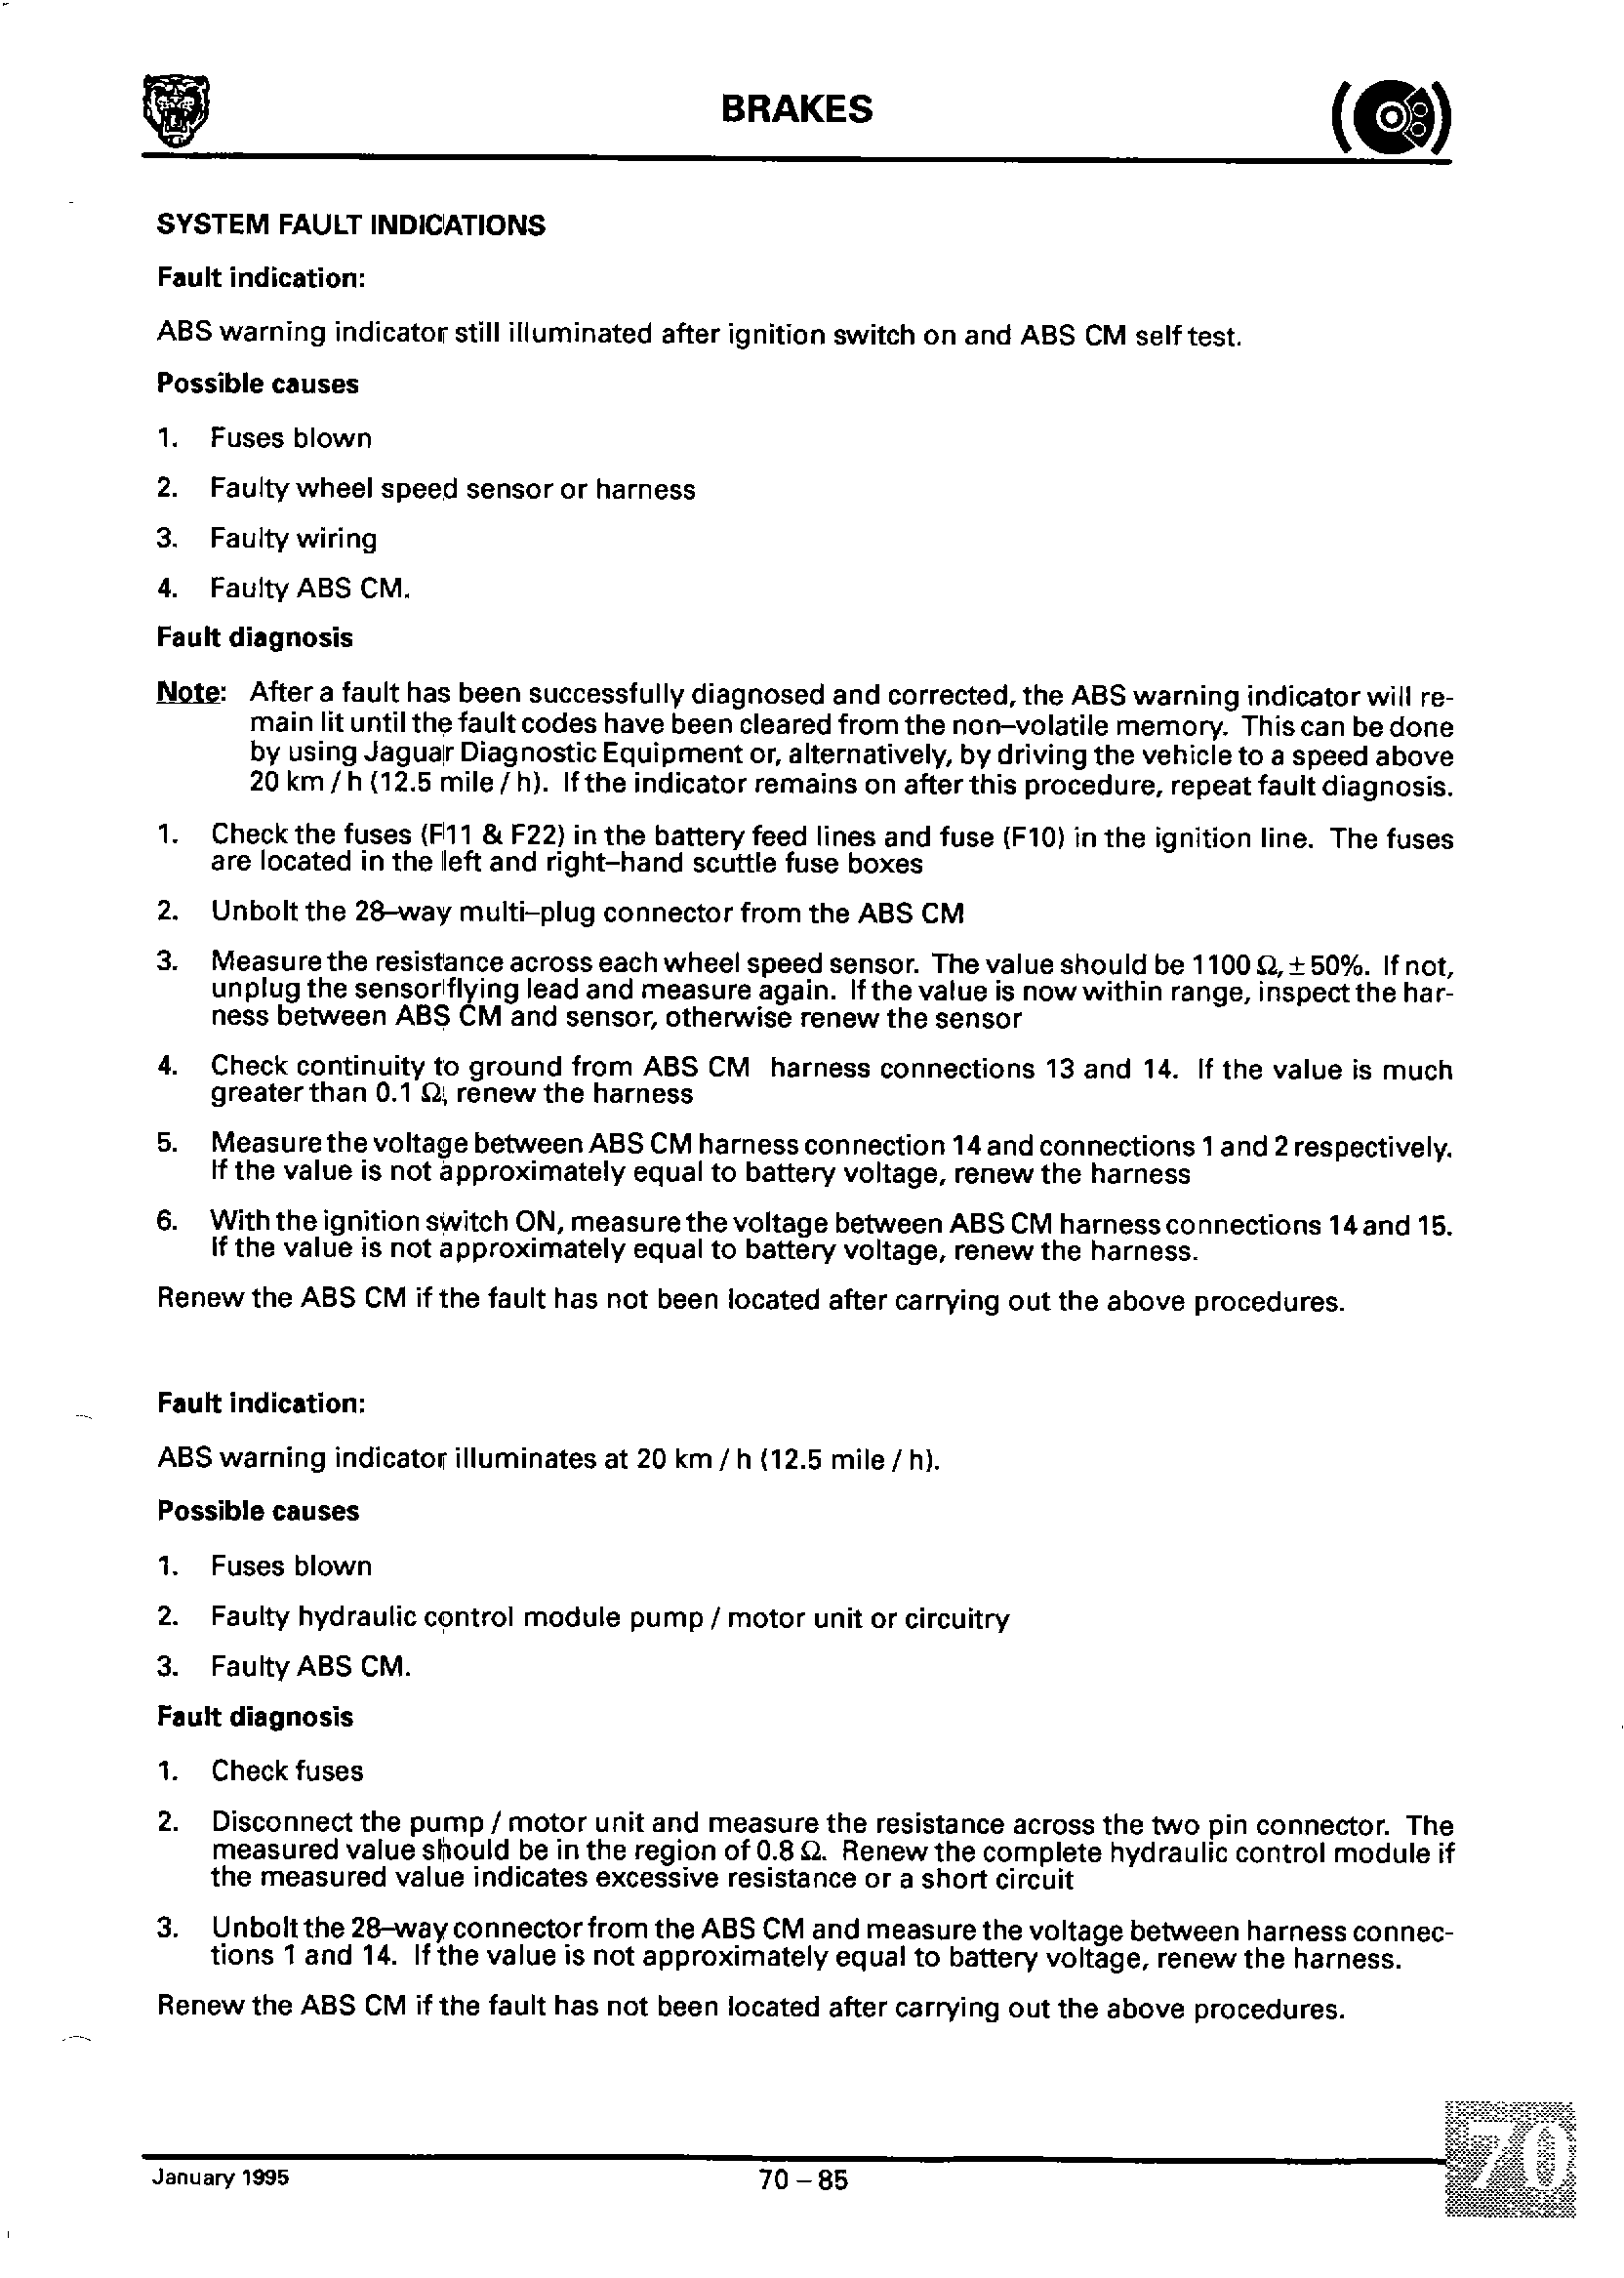 BRAKES
SYSTEM FAULT INDICATIONS
Fault indication:
ABS warning indicator still illuminated after ignition switch on and ABS CM self test.
Possible causes
1. Fuses blown
2. Faulty wheel speed sensor or harness
3. Faulty wiring
4. Faulty ABS CM.
Fault diagnosis
Note: After a fault has been successfully diagnosed and corrected, the ABS warning indicator will re-
main lit until the fault codes have been cleared from the non–volatile memory. This can be done
by using Jaguar Diagnostic Equipment or, alternatively, by driving the vehicle to a speed above
20 km / h (12.5 mile / h). If the indicator remains on after this procedure, repeat fault diagnosis.
1. Check the fuses (F11 & F22) in the battery feed lines and fuse (F10) in the ignition line. The fuses
are located in the left and right–hand scuttle fuse boxes
2. Unbolt the 28–way multi–plug connector from the ABS CM
3. Measure the resistance across each wheel speed sensor. The value should be 1100 Ω, ± 50%. If not,
unplug the sensor flying lead and measure again. If the value is now within range, inspect the har-
ness between ABS CM and sensor, otherwise renew the sensor
4. Check continuity to ground from ABS CM harness connections 13 and 14. If the value is much
greater than 0.1 Ω, renew the harness
5. Measure the voltage between ABS CM harness connection 14 and connections 1 and 2 respectively.
If the value is not approximately equal to battery voltage, renew the harness
6. With the ignition switch ON, measure the voltage between ABS CM harness connections 14 and 15.
If the value is not approximately equal to battery voltage, renew the harness.
Renew the ABS CM if the fault has not been located after carrying out the above procedures.
Fault indication:
ABS warning indicator illuminates at 20 km / h (12.5 mile / h).
Possible causes
1. Fuses blown
2. Faulty hydraulic control module pump / motor unit or circuitry
3. Faulty ABS CM.
Fault diagnosis
1. Check fuses
2. Disconnect the pump / motor unit and measure the resistance across the two pin connector. The
measured value should be in the region of 0.8 Ω. Renew the complete hydraulic control module if
the measured value indicates excessive resistance or a short circuit
3. Unbolt the 28–way connector from the ABS CM and measure the voltage between harness connec-
tions 1 and 14. If the value is not approximately equal to battery voltage, renew the harness.
Renew the ABS CM if the fault has not been located after carrying out the above procedures.
70
January 1995
70 – 85